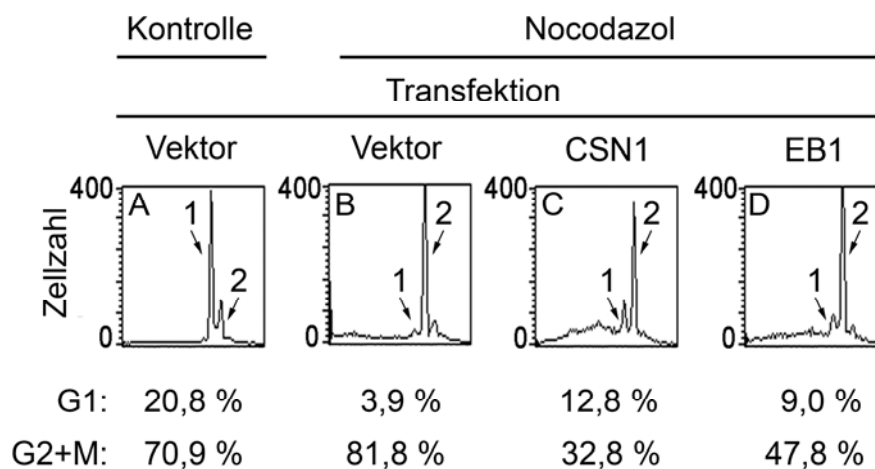 Kontrolle Nocodazol
Transfektion
Vektor Vektor CSN1 EB1
Zellzahl
400 A 1 2 0
400 B 1 2 0
400 C 1 2 0
400 D 1 2 0
G1: 20,8 % 3,9 % 12,8 % 9,0 %
G2+M: 70,9 % 81,8 % 32,8 % 47,8 %